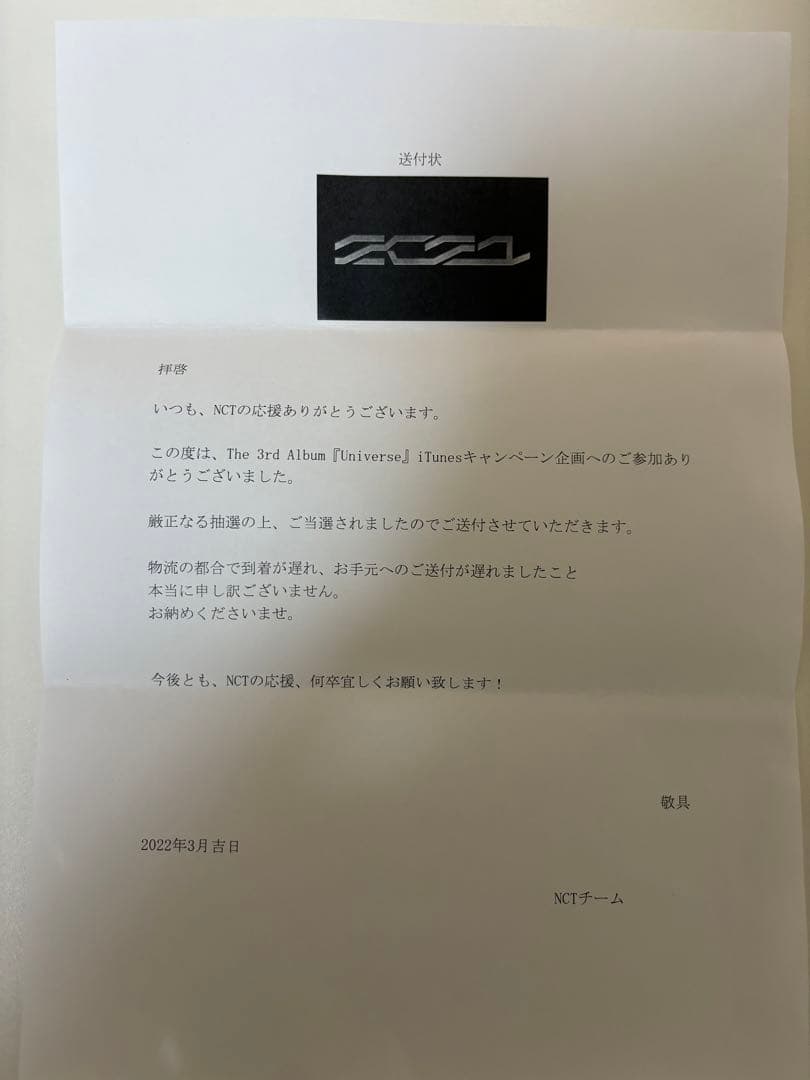 送付状
2021
拝啓
いつも、NCTの応援ありがとうございます。
この度は、The 3rd Album『Universe』iTunesキャンペーン企画へのご参加あり
がとうございました。
厳正なる抽選の上、ご当選されましたのでご送付させていただきます。
物流の都合で到着が遅れ、お手元へのご送付が遅れましたこと
本当に申し訳ございません。
お納めくださいませ。
今後とも、NCTの応援、何卒宜しくお願い致します！
敬具
2022年3月吉日
NCTチーム